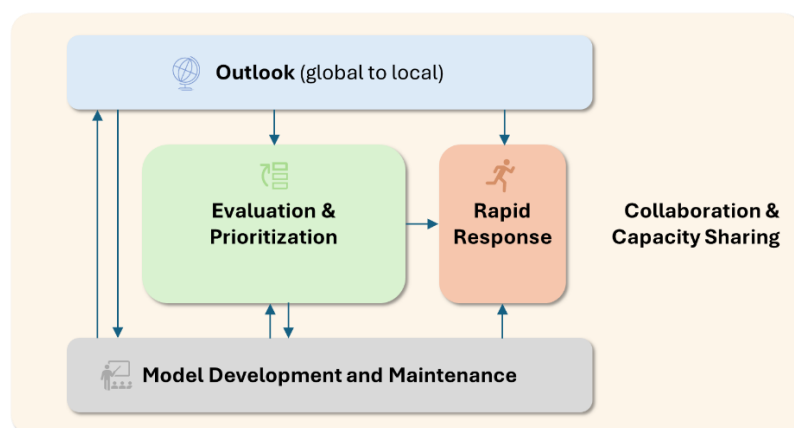 Outlook (global to local)
Evaluation &
Prioritization
Rapid
Response
Collaboration &
Capacity Sharing
Model Development and Maintenance